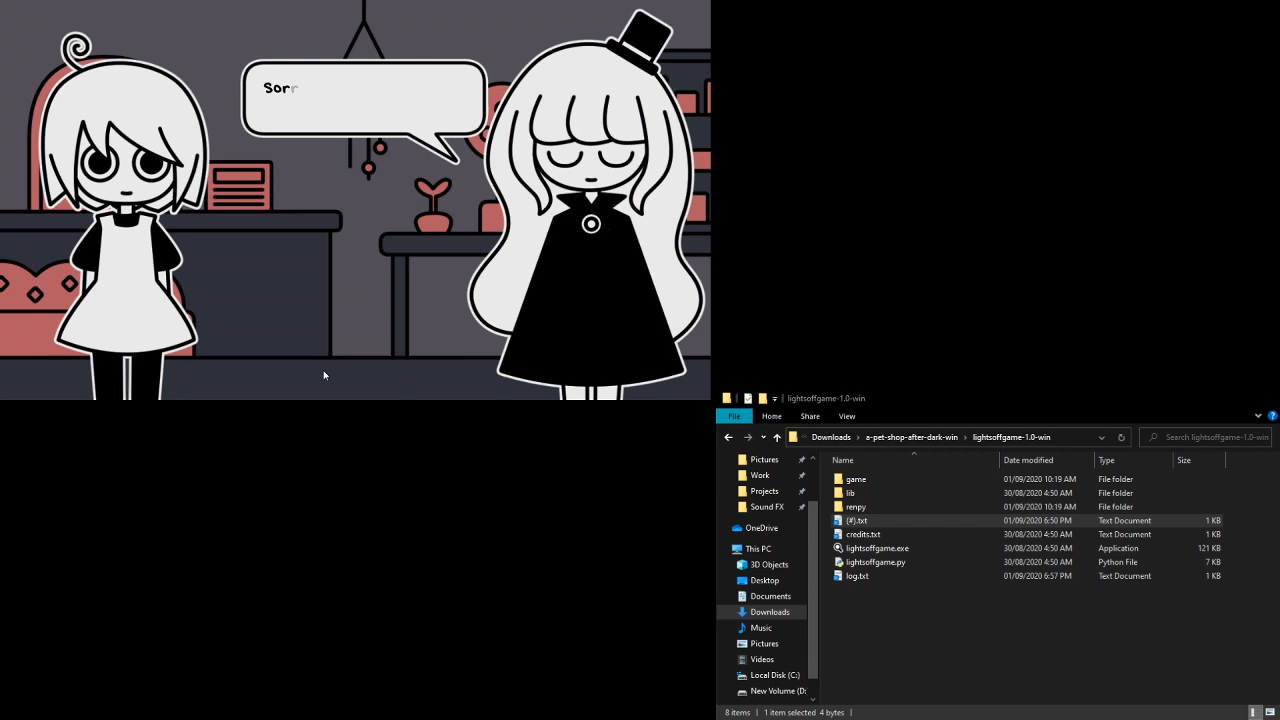 Sorr
lightsoffgame-1.0-win
File Home Share View
Downloads a-pet-shop-after-dark-win lightsoffgame-1.0-win Search lightsoffgame-1.0-win
Name Date modified Type Size
Pictures
Work
Projects
Sound FX
OneDrive
This PC
3D Objects
Desktop
Documents
Downloads
Music
Pictures
Videos
Local Disk (C:)
New Volume (D:
game 01/09/2020 10:19 AM File folder
lib 30/08/2020 4:50 AM File folder
renpy 01/09/2020 10:19 AM File folder
(#).txt 01/09/2020 6:50 PM Text Document 1 KB
credits.txt 30/08/2020 4:50 AM Text Document 1 KB
lightsoffgame.exe 30/08/2020 4:50 AM Application 121 KB
lightsoffgame.py 30/08/2020 4:50 AM Python File 7 KB
log.txt 01/09/2020 6:57 PM Text Document 1 KB
8 items 1 item selected 4 bytes